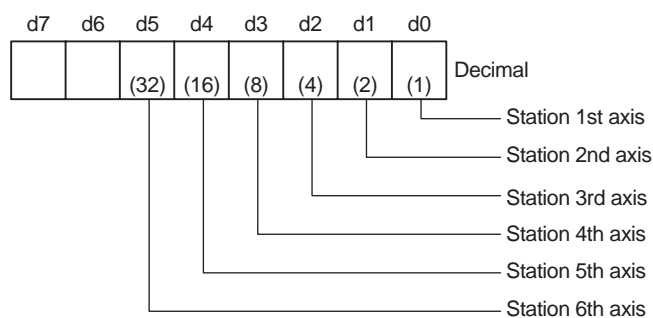 d7 d6 d5 d4 d3 d2 d1 d0
(32) (16) (8) (4) (2) (1) Decimal
Station 1st axis
Station 2nd axis
Station 3rd axis
Station 4th axis
Station 5th axis
Station 6th axis